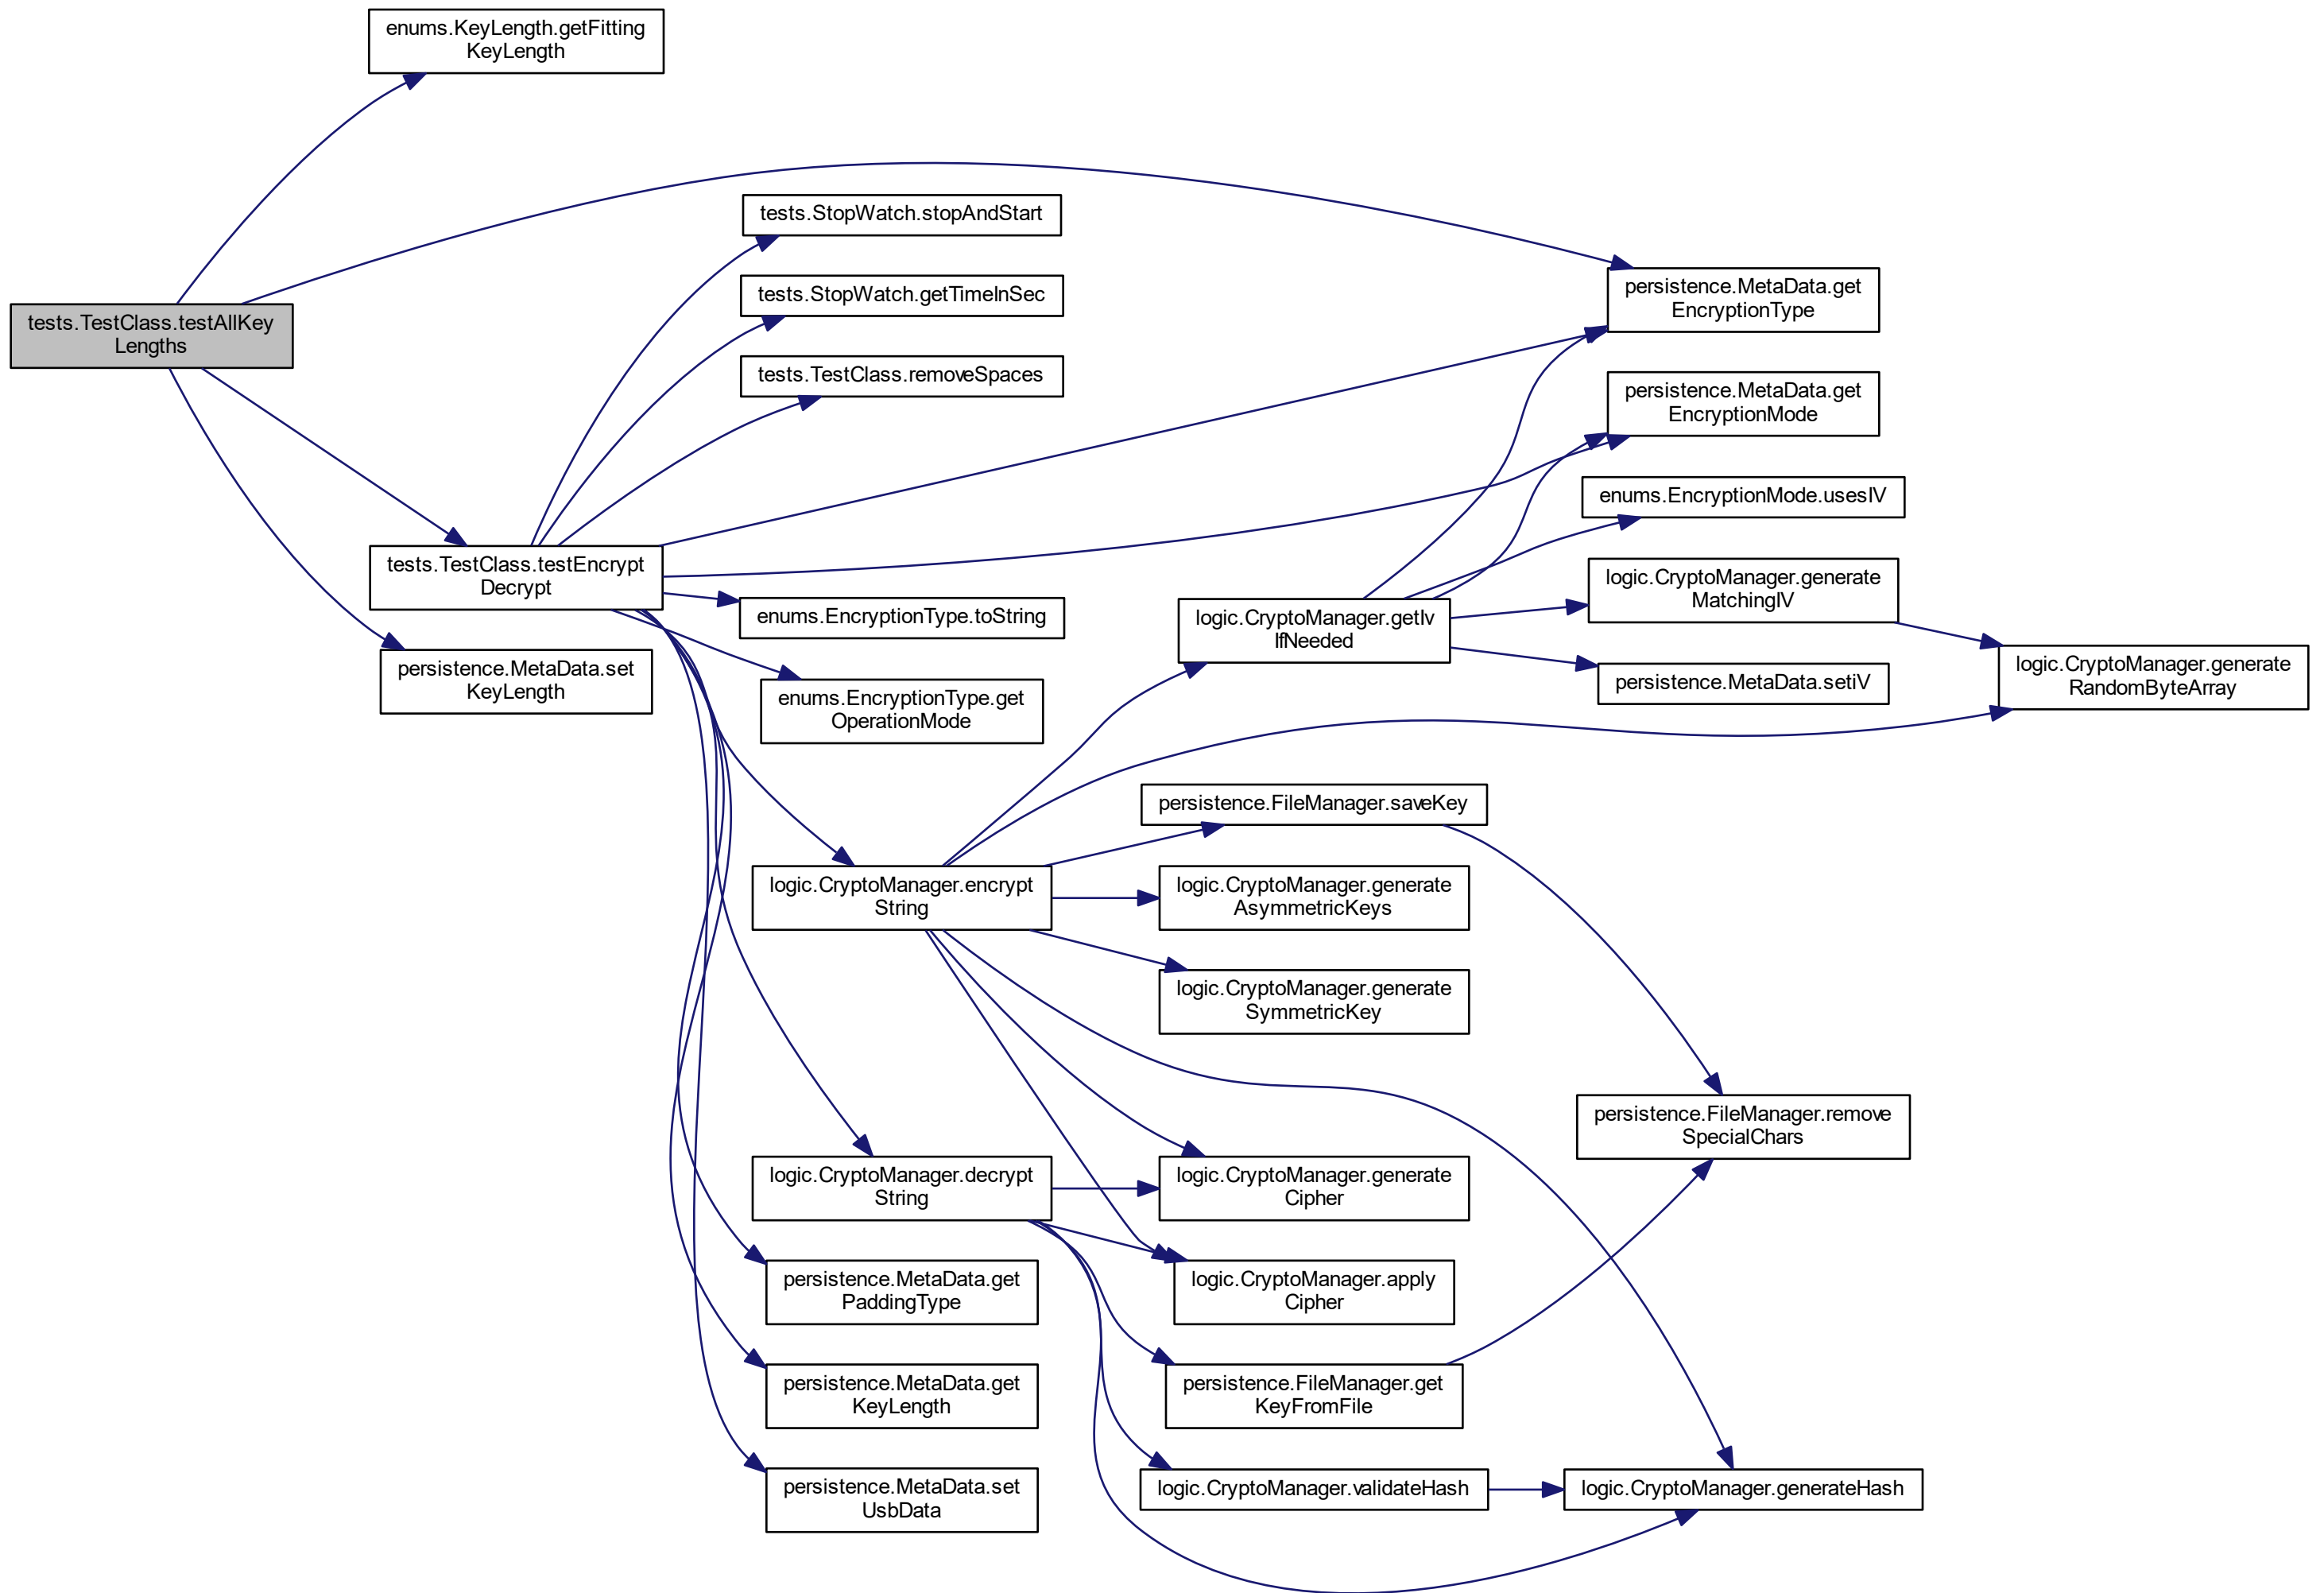 enums.KeyLength.getFitting
KeyLength
tests.TestClass.testAllKey
Lengths
tests.TestClass.testEncrypt
Decrypt
persistence.MetaData.set
KeyLength
tests.StopWatch.stopAndStart
tests.StopWatch.getTimeInSec
tests.TestClass.removeSpaces
enums.EncryptionType.toString
enums.EncryptionType.get
OperationMode
logic.CryptoManager.encrypt
String
logic.CryptoManager.decrypt
String
persistence.MetaData.get
PaddingType
persistence.MetaData.get
KeyLength
persistence.MetaData.set
UsbData
logic.CryptoManager.getIv
IfNeeded
persistence.FileManager.saveKey
logic.CryptoManager.generate
AsymmetricKeys
logic.CryptoManager.generate
SymmetricKey
logic.CryptoManager.generate
Cipher
logic.CryptoManager.apply
Cipher
persistence.FileManager.get
KeyFromFile
logic.CryptoManager.validateHash
persistence.MetaData.get
EncryptionType
persistence.MetaData.get
EncryptionMode
enums.EncryptionMode.usesIV
logic.CryptoManager.generate
MatchingIV
persistence.MetaData.setiV
logic.CryptoManager.generate
RandomByteArray
persistence.FileManager.remove
SpecialChars
logic.CryptoManager.generateHash